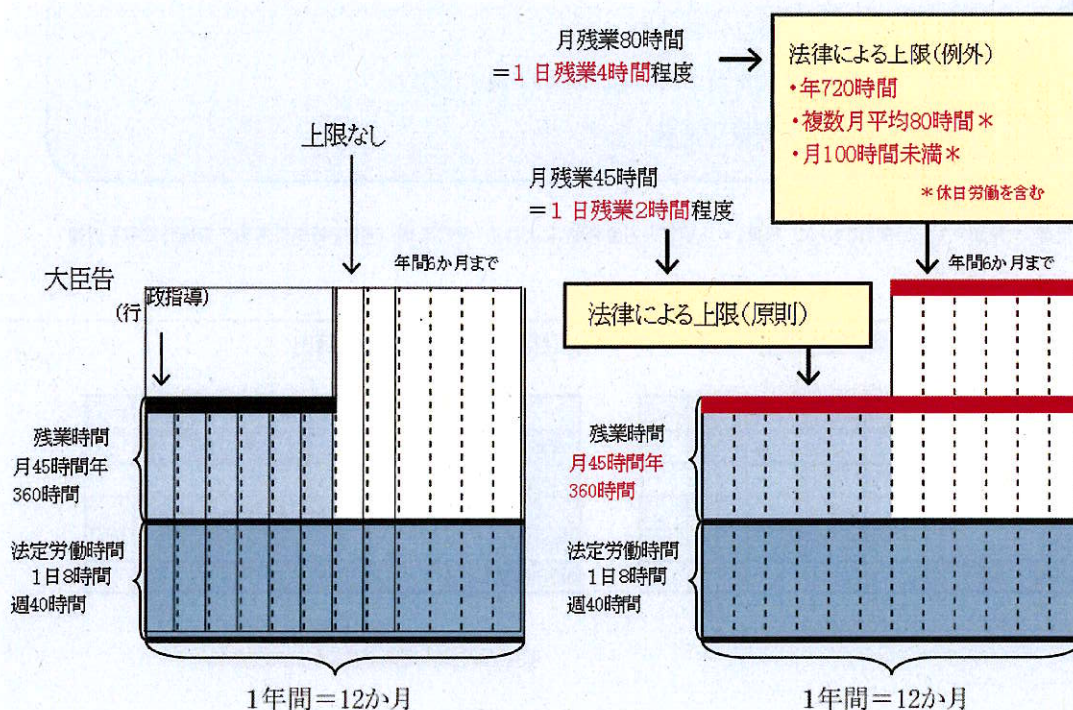 月残業80時間
＝1日残業4時間程度
法律による上限(例外)
・年720時間
・複数月平均80時間＊
・月100時間未満＊
＊休日労働を含む
上限なし
月残業45時間
＝1日残業2時間程度
大臣告
(行政指導)
年間6か月まで
法律による上限(原則)
年間6か月まで
残業時間
月45時間年
360時間
法定労働時間
1日8時間
週40時間
1年間＝12か月
残業時間
月45時間年
360時間
法定労働時間
1日8時間
週40時間
1年間＝12か月